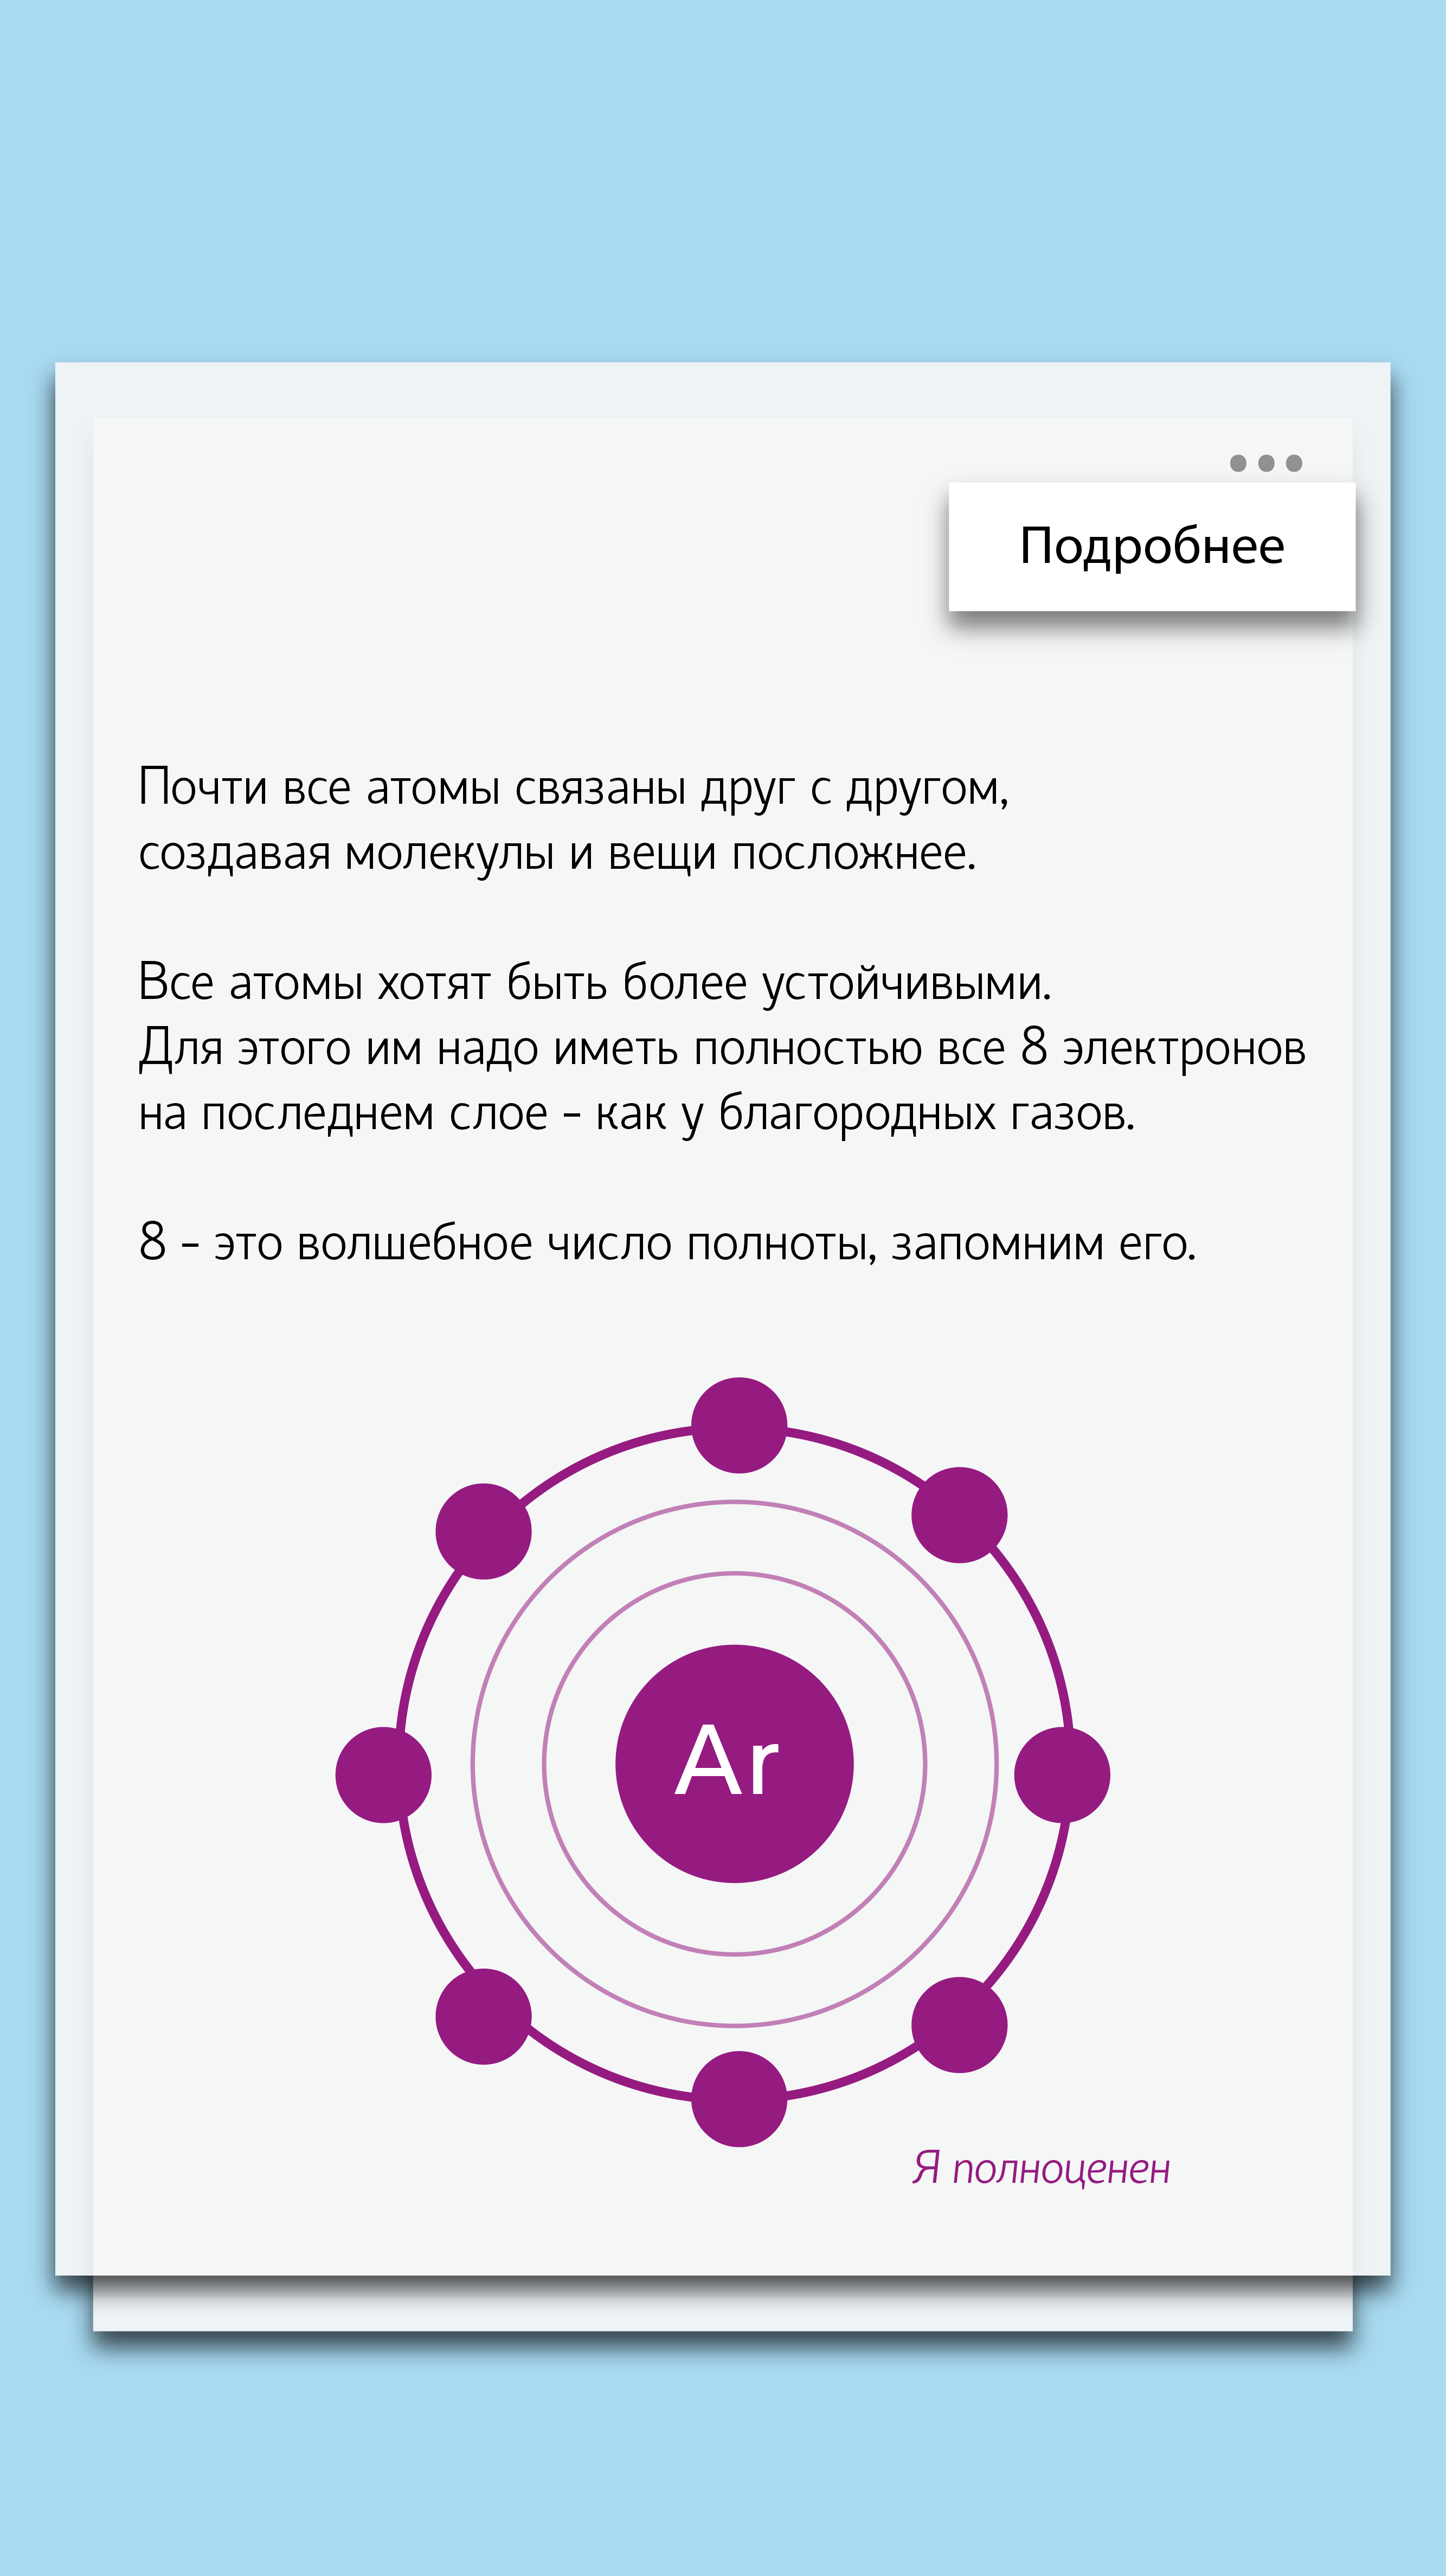 Подробнее
Почти все атомы связаны друг с другом,
создавая молекулы и вещи посложнее.
Все атомы хотят быть более устойчивыми.
Для этого им надо иметь полностью все 8 электронов
на последнем слое - как у благородных газов.
8 - это волшебное число полноты, запомним его.
Ar
Я полноценен